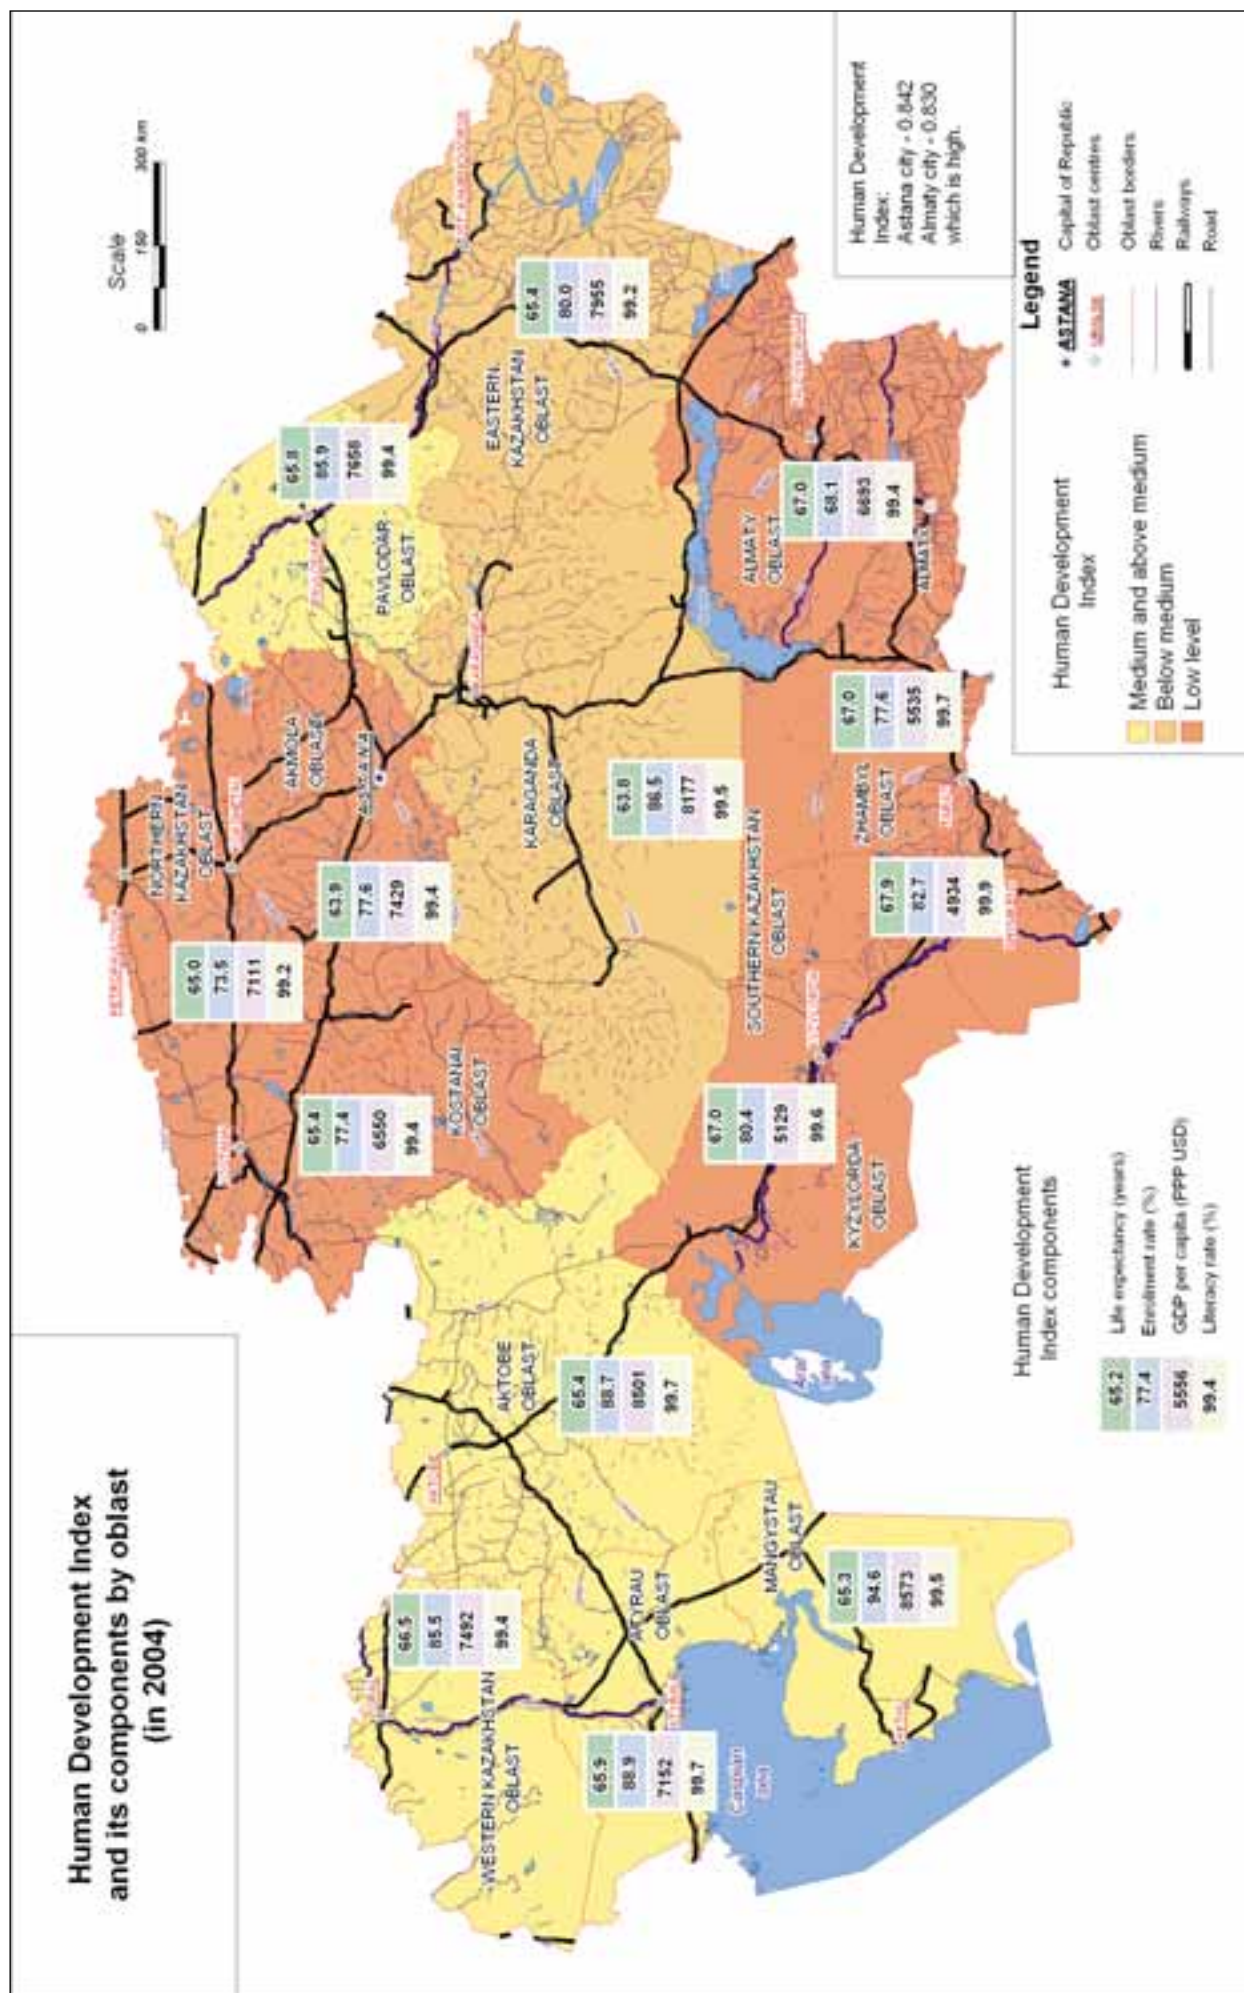 Human Development Index
and its components by oblast
(in 2004)
Scale
0 150 300 km
NORTHERN
KAZAKHSTAN
OBLAST
65.0
73.5
7111
99.2
AKMOLA
63.9
77.6
7429
99.4
ASTANA
KOSTANAI
OBLAST
65.4
77.4
6550
99.4
PAVLODAR
OBLAST
65.8
85.9
7658
99.4
EASTERN
KAZAKHSTAN
OBLAST
65.4
80.0
7955
99.2
KARAGANDA
OBLAST
63.8
86.5
8177
99.5
WESTERN KAZAKHSTAN
OBLAST
66.5
85.5
7492
99.4
AKTOBE
OBLAST
65.4
88.7
8501
99.7
ATYRAU
OBLAST
65.9
88.9
7152
99.7
MANGYSTAU
OBLAST
65.3
94.6
8573
99.5
Caspian
sea
Aral
sea
KYZYLORDA
OBLAST
67.0
80.4
5129
99.6
SOUTHERN KAZAKHSTAN
OBLAST
67.9
82.7
4934
99.9
ZHAMBYL
OBLAST
67.0
77.6
5535
99.7
ALMATY
OBLAST
67.0
68.1
6693
99.4
ALMATY
Human Development
Index:
Astana city - 0.842
Almaty city - 0.830
which is high.
Human Development
Index components
65.2 Life expectancy (years)
77.4 Enrolment rate (%)
5556 GDP per capita (PPP USD)
99.4 Literacy rate (%)
Human Development
Index
Medium and above medium
Below medium
Low level
Legend
ASTANA Capital of Republic
Oblast centres
Oblast borders
Rivers
Railways
Road